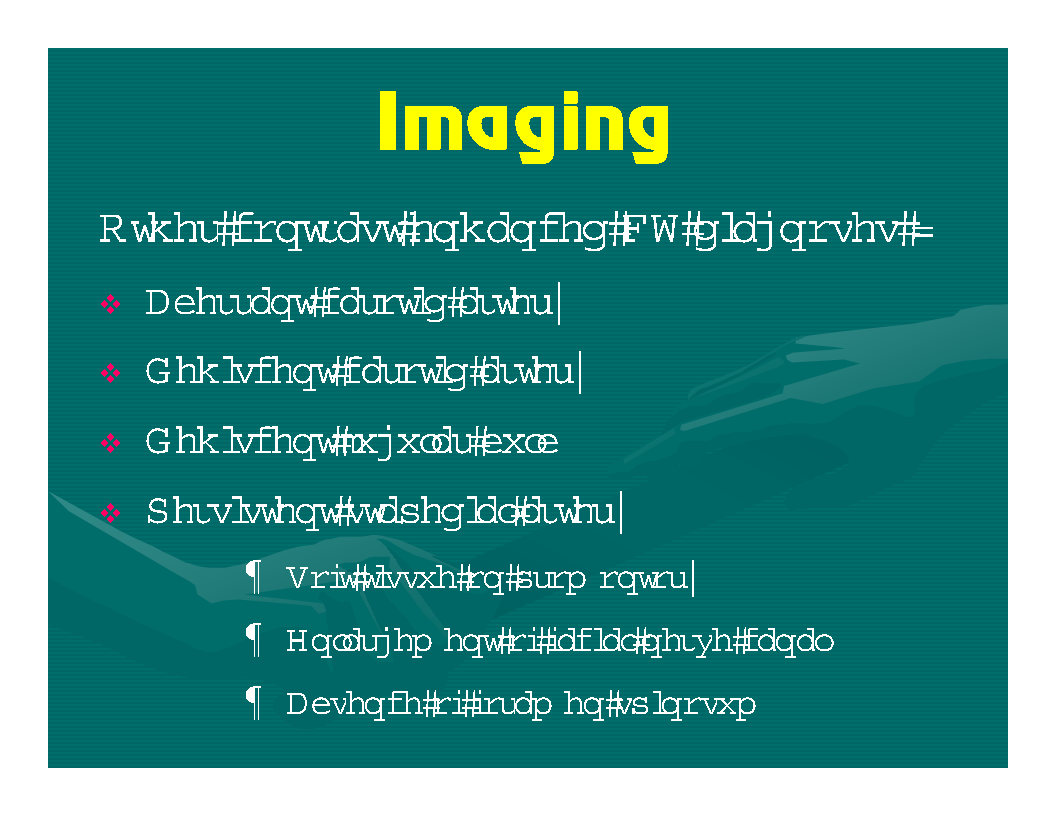 Imaging
Rwkhu#frqwudvw#hqkdqfhg#FW#gldjqrvhv#=
Dehuudqw#fdurwlg#duwhu|
Ghklvfhqw#fdurwlg#duwhu|
Ghklvfhqw#mxjxodu#exoe
Shuvlvwhqw#vwdshgldo#duwhu|
¶ Vriw#wlvvxh#rq#surprqwru|
¶ Hqodujhphqw#ri#idfldo#qhuyh#fdqdo
¶ Devhqfh#ri#irudphq#vslqrvxp